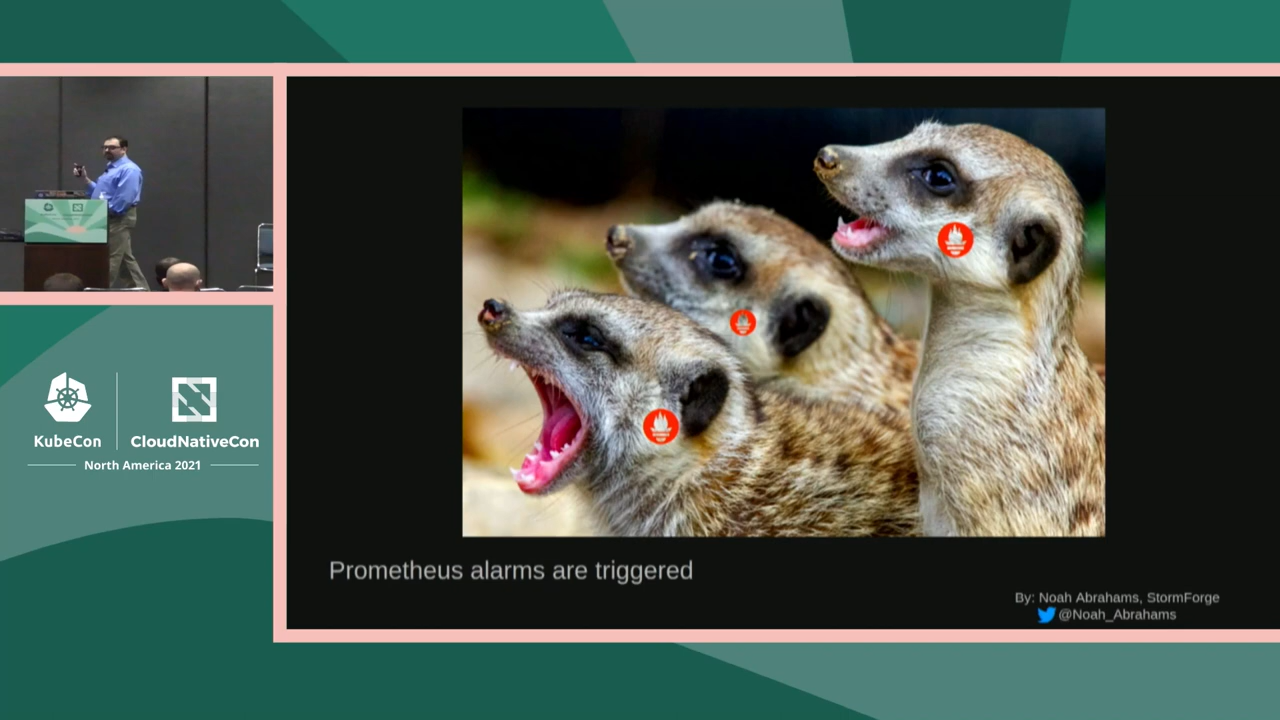 KubeCon
CloudNativeCon
North America 2021
Prometheus alarms are triggered
By: Noah Abrahams, StormForge
@Noah_Abrahams